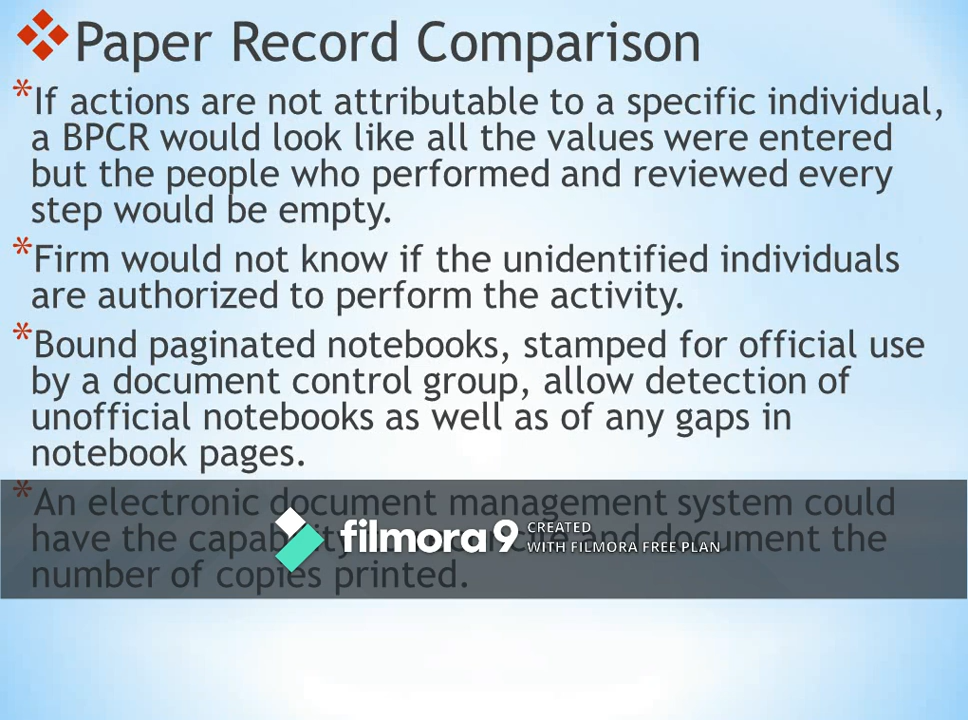 Paper Record Comparison
*If actions are not attributable to a specific individual,
a BPCR would look like all the values were entered
but the people who performed and reviewed every
step would be empty.
*Firm would not know if the unidentified individuals
are authorized to perform the activity.
*Bound paginated notebooks, stamped for official use
by a document control group, allow detection of
unofficial notebooks as well as of any gaps in
notebook pages.
*An electronic document management system could
have the capability and document the
number of copies printed.
filmora9 CREATED
WITH FILMORA FREE PLAN